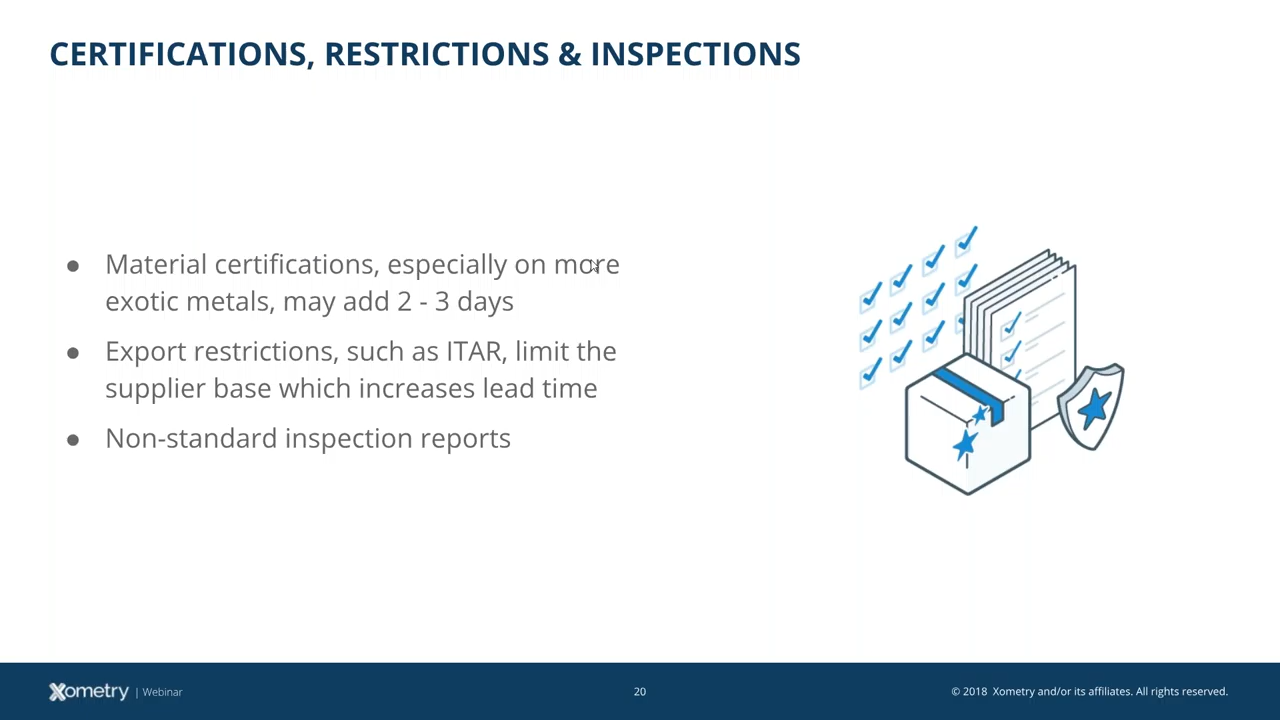 CERTIFICATIONS, RESTRICTIONS & INSPECTIONS
● Material certifications, especially on more
exotic metals, may add 2 - 3 days
● Export restrictions, such as ITAR, limit the
supplier base which increases lead time
● Non-standard inspection reports
Xometry | Webinar
20
© 2018 Xometry and/or its affiliates. All rights reserved.